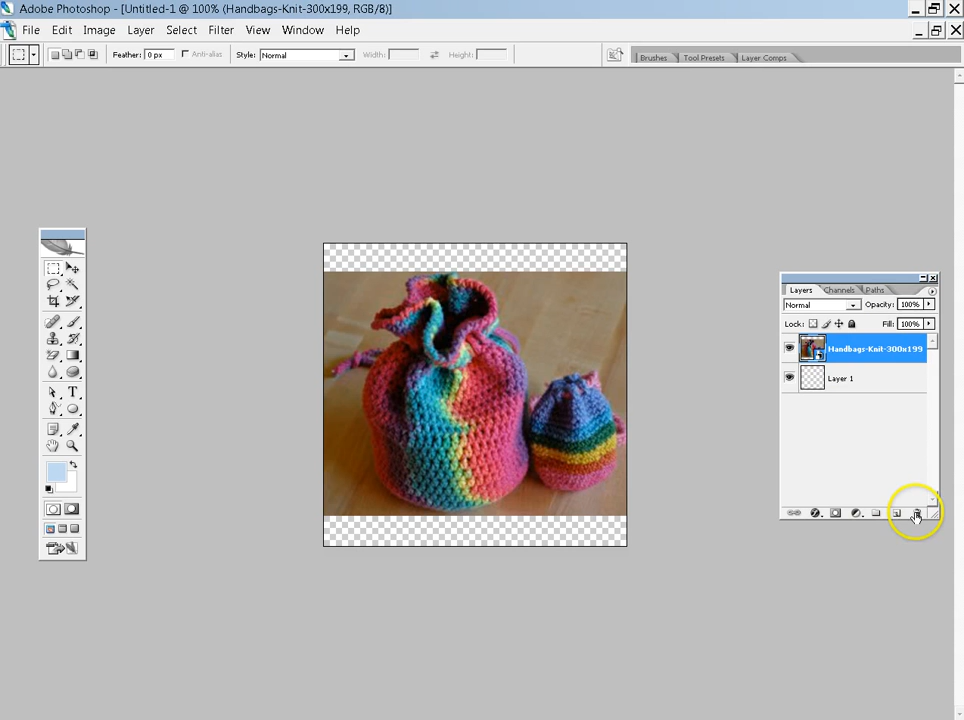 Adobe Photoshop - [Untitled-1 @ 100% (Handbags-Knit-300x199, RGB/8)]
File Edit Image Layer Select Filter View Window Help
Feather: 0 px Anti-alias Style: Normal Width: Height: Brushes Tool Presets Layer Comps
Layers Channels Paths
Normal Opacity: 100%
Lock: Fill: 100%
Handbags-Knit-300x199
Layer 1